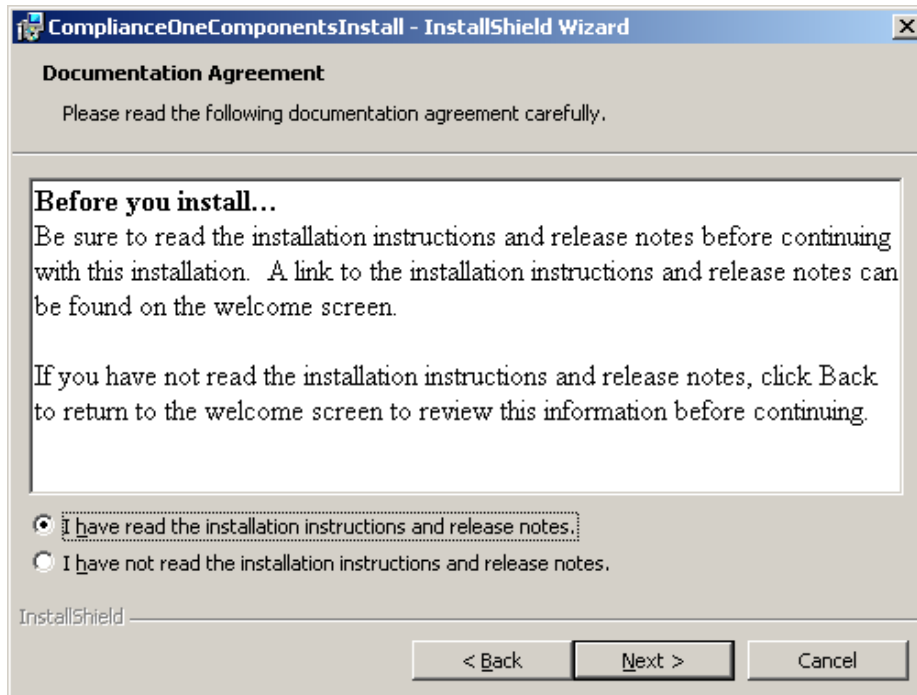 ComplianceOneComponentsInstall - InstallShield Wizard
Documentation Agreement
Please read the following documentation agreement carefully.
Before you install...
Be sure to read the installation instructions and release notes before continuing
with this installation.  A link to the installation instructions and release notes can
be found on the welcome screen.
If you have not read the installation instructions and release notes, click Back
to return to the welcome screen to review this information before continuing.
I have read the installation instructions and release notes.
I have not read the installation instructions and release notes.
InstallShield
< Back Next > Cancel